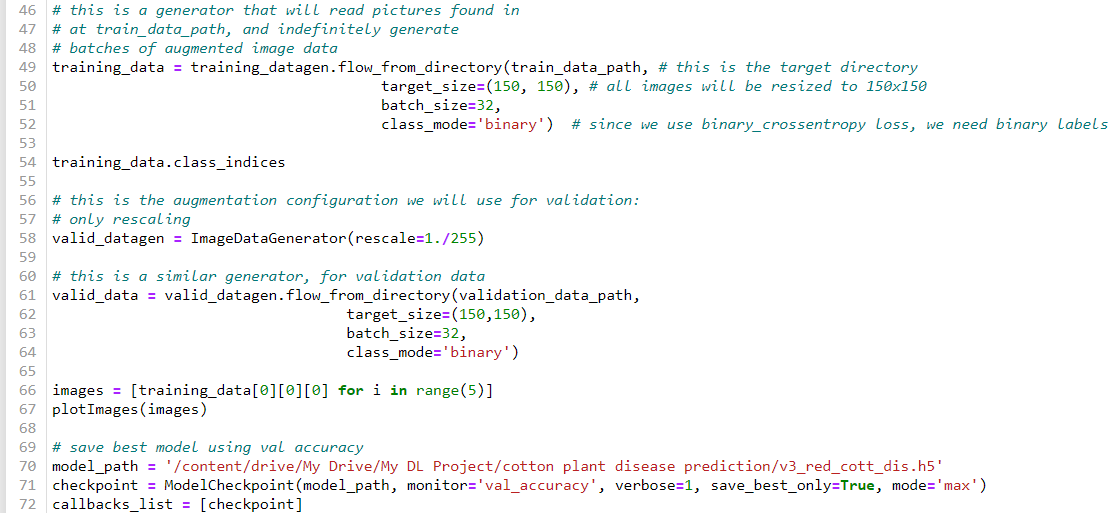 46 # this is a generator that will read pictures found in
47 # at train_data_path, and indefinitely generate
48 # batches of augmented image data
49 training_data = training_datagen.flow_from_directory(train_data_path, # this is the target directory
50 target_size=(150, 150), # all images will be resized to 150x150
51 batch_size=32,
52 class_mode='binary')  # since we use binary_crossentropy loss, we need binary labels
53
54 training_data.class_indices
55
56 # this is the augmentation configuration we will use for validation:
57 # only rescaling
58 valid_datagen = ImageDataGenerator(rescale=1./255)
59
60 # this is a similar generator, for validation data
61 valid_data = valid_datagen.flow_from_directory(validation_data_path,
62 target_size=(150,150),
63 batch_size=32,
64 class_mode='binary')
65
66 images = [training_data[0][0][0] for i in range(5)]
67 plotImages(images)
68
69 # save best model using val accuracy
70 model_path = '/content/drive/My Drive/My DL Project/cotton plant disease prediction/v3_red_cott_dis.h5'
71 checkpoint = ModelCheckpoint(model_path, monitor='val_accuracy', verbose=1, save_best_only=True, mode='max')
72 callbacks_list = [checkpoint]